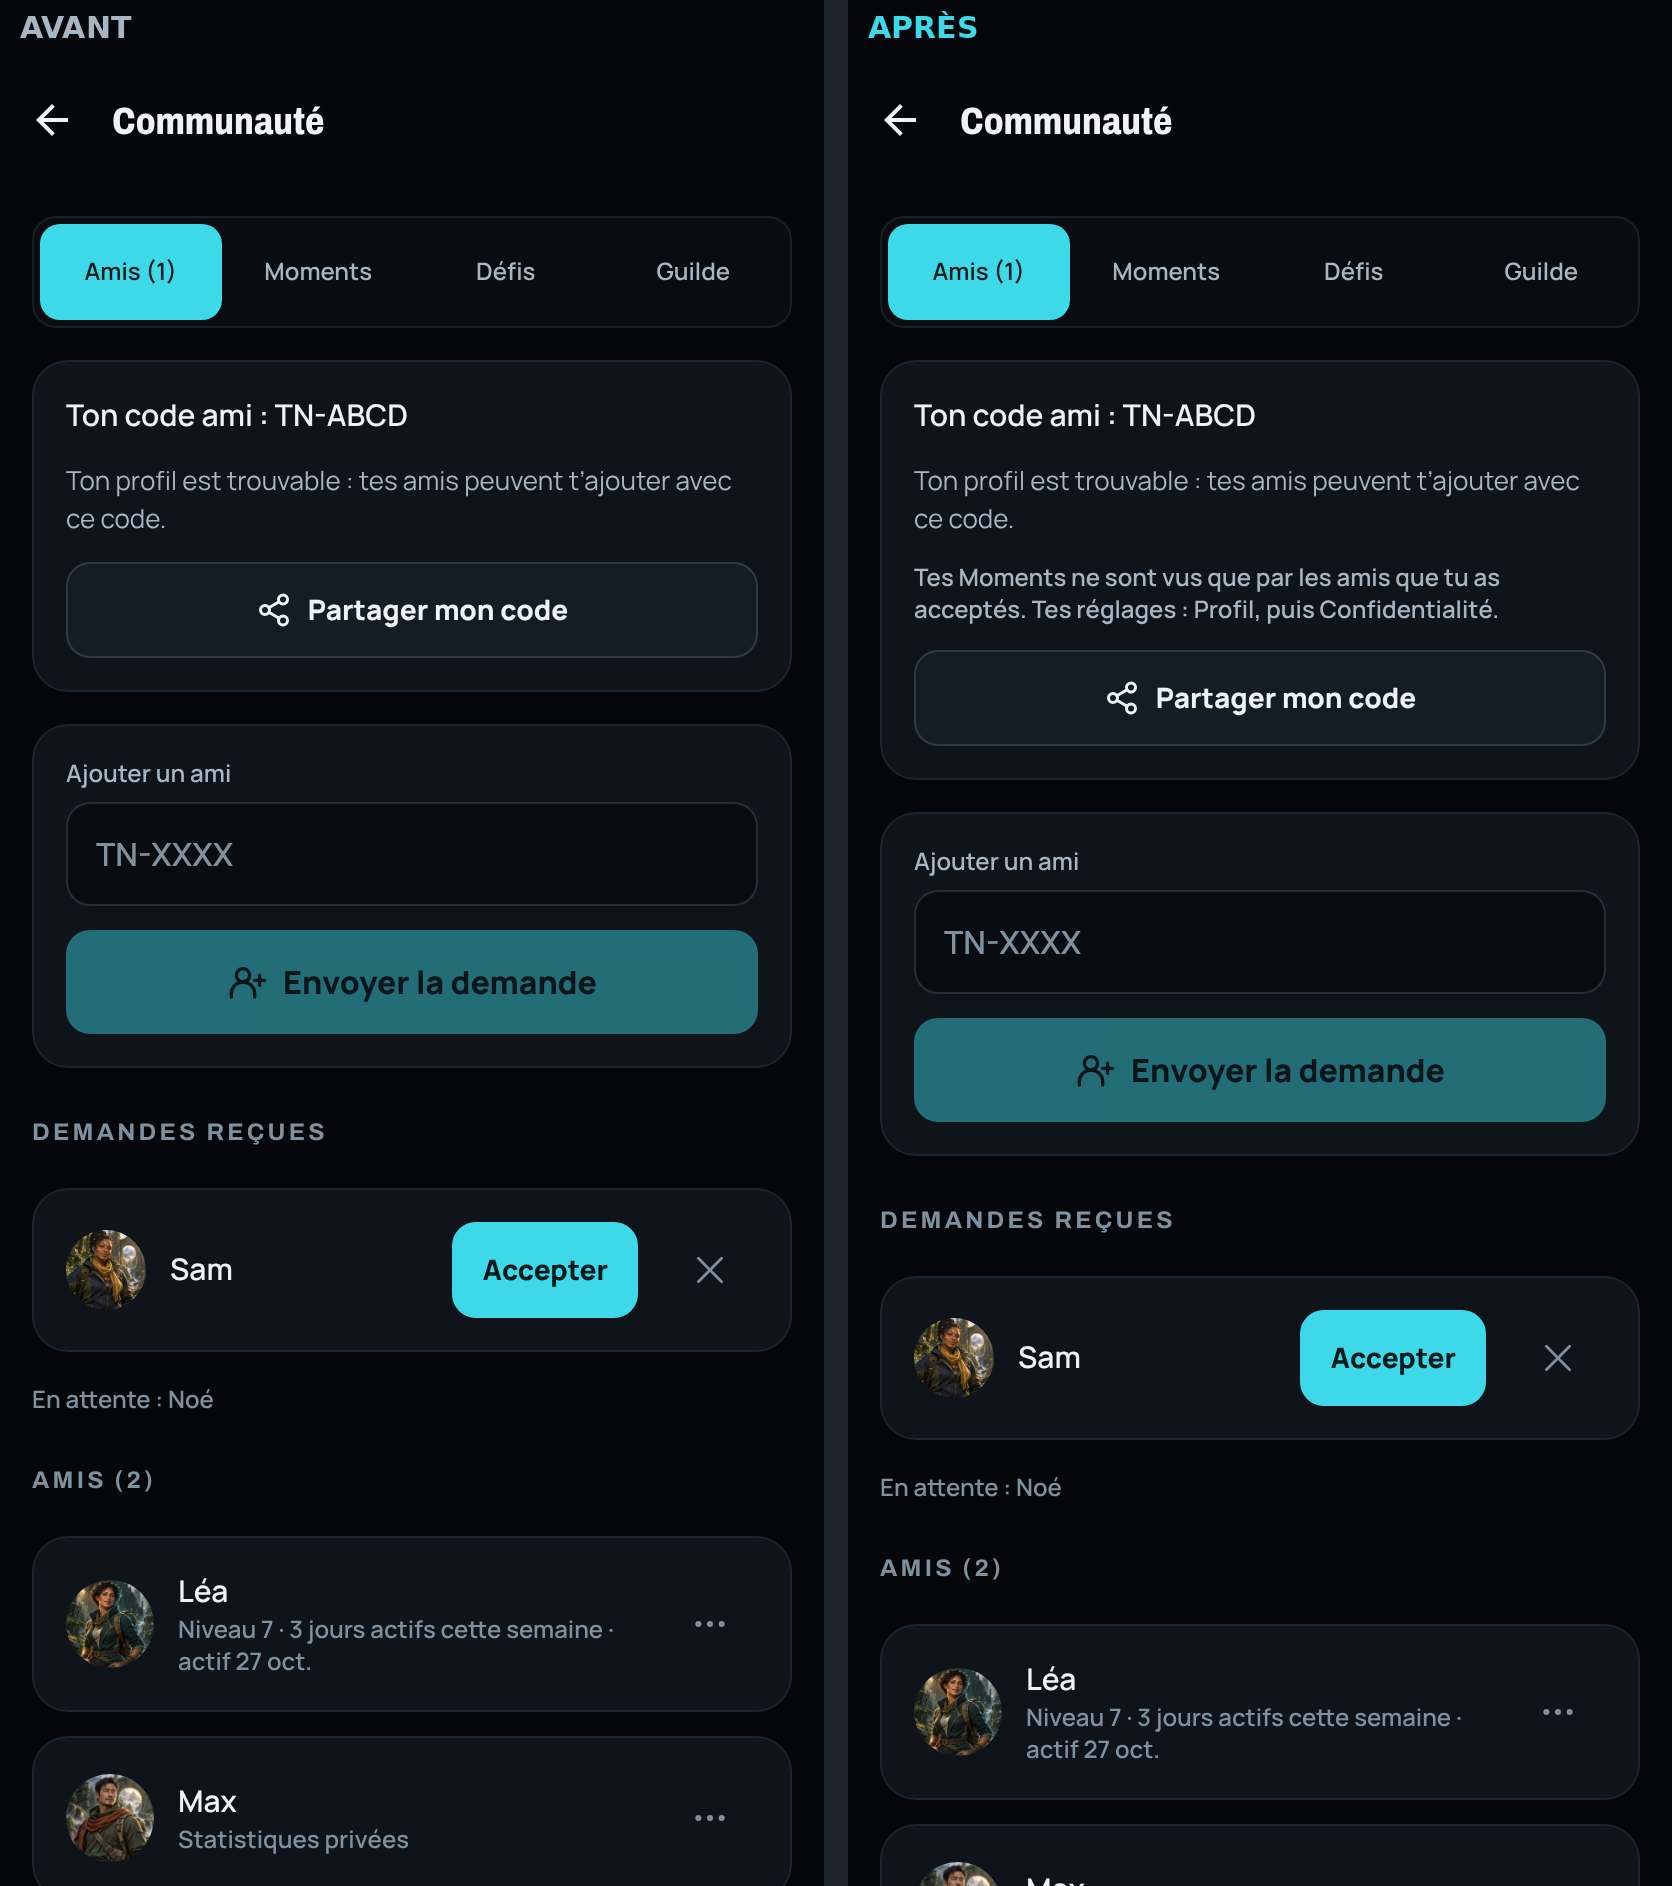 AVANT
Communauté
Amis (1)
Moments
Défis
Guilde
Ton code ami : TN-ABCD
Ton profil est trouvable : tes amis peuvent t’ajouter avec
ce code.
Partager mon code
Ajouter un ami
TN-XXXX
Envoyer la demande
DEMANDES REÇUES
Sam
Accepter
En attente : Noé
AMIS (2)
Léa
Niveau 7 · 3 jours actifs cette semaine ·
actif 27 oct.
Max
Statistiques privées
APRÈS
Communauté
Amis (1)
Moments
Défis
Guilde
Ton code ami : TN-ABCD
Ton profil est trouvable : tes amis peuvent t’ajouter avec
ce code.
Tes Moments ne sont vus que par les amis que tu as
acceptés. Tes réglages : Profil, puis Confidentialité.
Partager mon code
Ajouter un ami
TN-XXXX
Envoyer la demande
DEMANDES REÇUES
Sam
Accepter
En attente : Noé
AMIS (2)
Léa
Niveau 7 · 3 jours actifs cette semaine ·
actif 27 oct.
Max